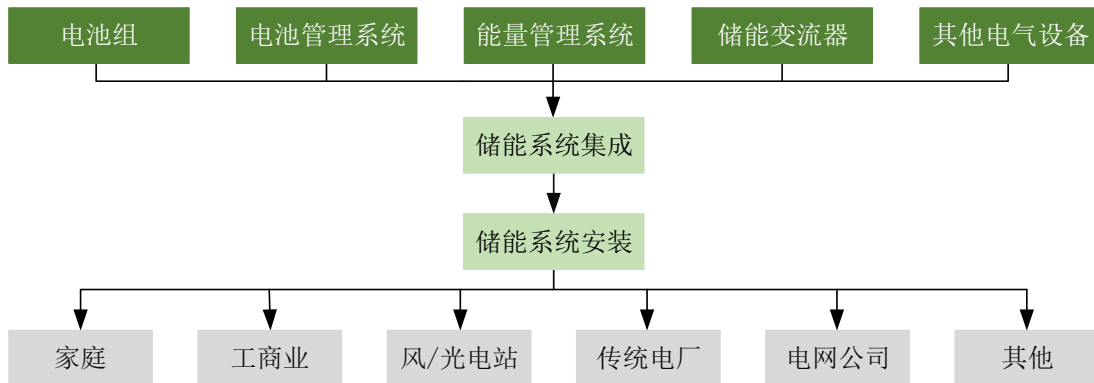 电池组
电池管理系统
能量管理系统
储能变流器
其他电气设备
储能系统集成
储能系统安装
家庭
工商业
风/光电站
传统电厂
电网公司
其他